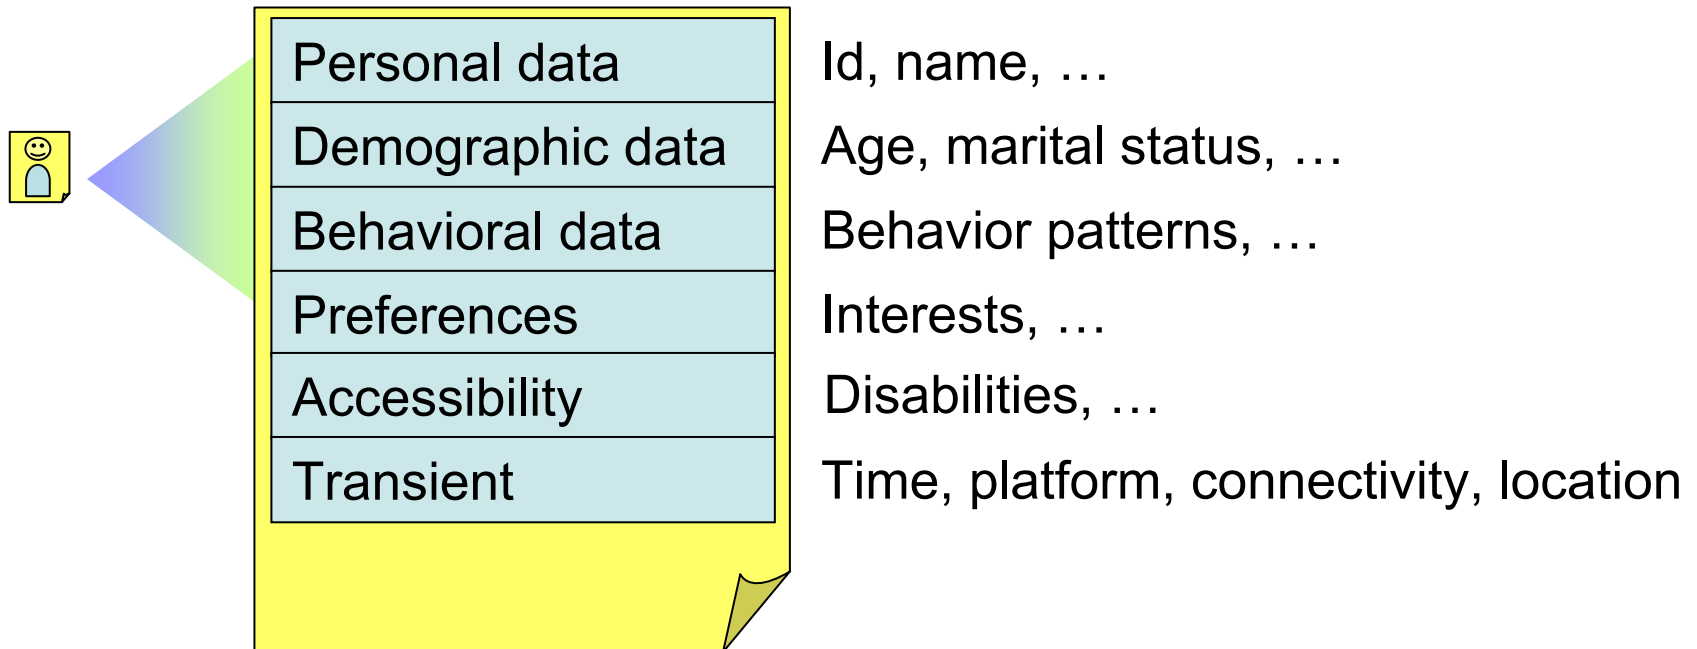 Personal data Id, name, …
Demographic data Age, marital status, …
Behavioral data Behavior patterns, …
Preferences Interests, …
Accessibility Disabilities, …
Transient Time, platform, connectivity, location